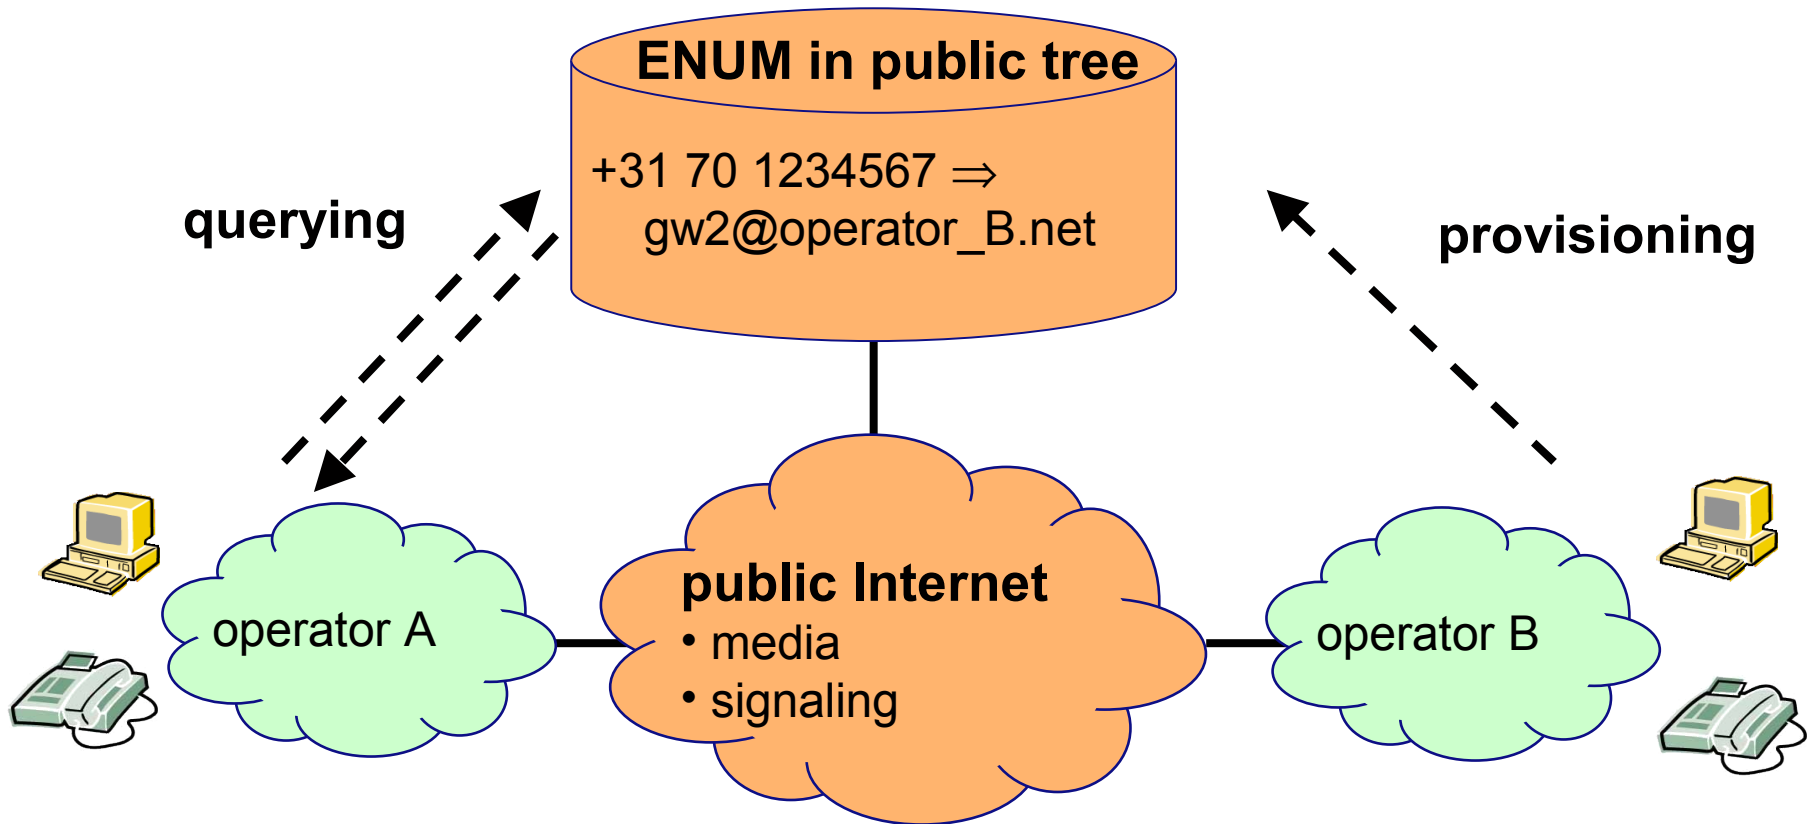 ENUM in public tree
+31 70 1234567 ⇒
gw2@operator_B.net
querying
provisioning
public Internet
• media
• signaling
operator A
operator B